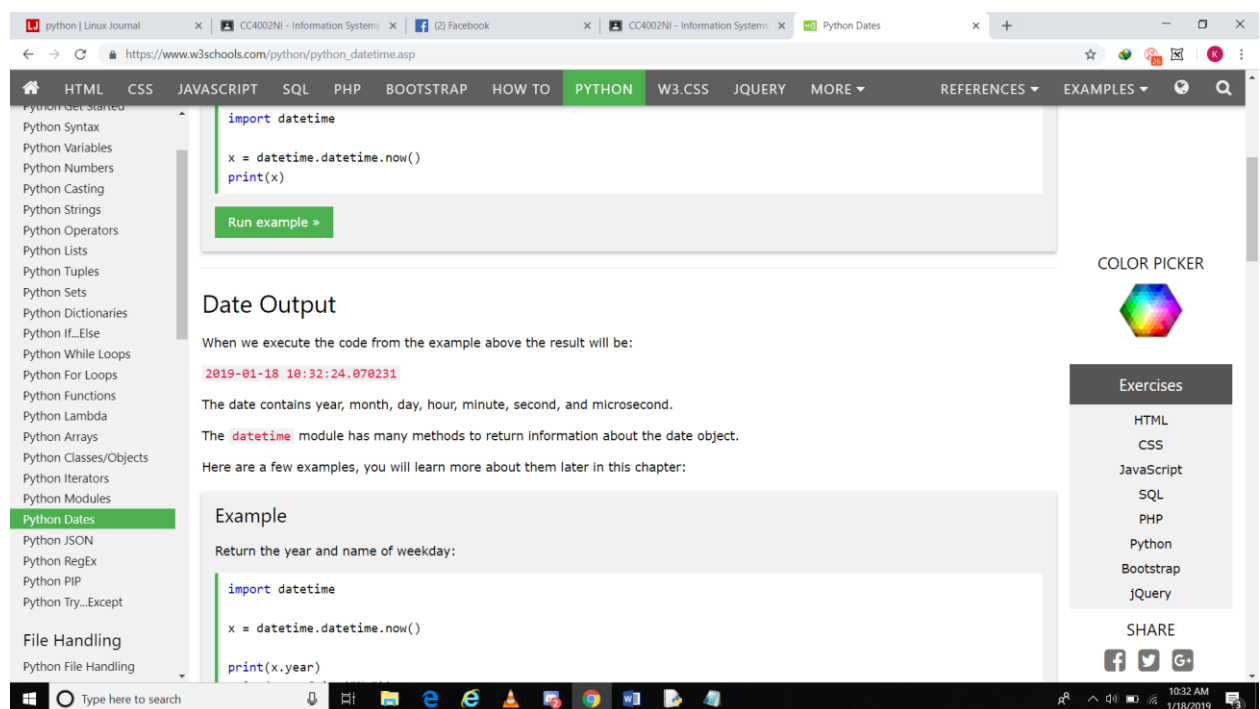 python | Linux Journal
CC4002NI - Information Systems
(2) Facebook
CC4002NI - Information Systems
Python Dates
https://www.w3schools.com/python/python_datetime.asp
26
K
HTML CSS JAVASCRIPT SQL PHP BOOTSTRAP HOW TO PYTHON W3.CSS JQUERY MORE REFERENCES EXAMPLES
Python Get Started
Python Syntax
Python Variables
Python Numbers
Python Casting
Python Strings
Python Operators
Python Lists
Python Tuples
Python Sets
Python Dictionaries
Python If...Else
Python While Loops
Python For Loops
Python Functions
Python Lambda
Python Arrays
Python Classes/Objects
Python Iterators
Python Modules
Python Dates
Python JSON
Python RegEx
Python PIP
Python Try...Except
File Handling
Python File Handling
import datetime
x = datetime.datetime.now()
print(x)
Run example »
Date Output
When we execute the code from the example above the result will be:
2019-01-18 10:32:24.070231
The date contains year, month, day, hour, minute, second, and microsecond.
The datetime module has many methods to return information about the date object.
Here are a few examples, you will learn more about them later in this chapter:
Example
Return the year and name of weekday:
import datetime
x = datetime.datetime.now()
print(x.year)
COLOR PICKER
Exercises
HTML
CSS
JavaScript
SQL
PHP
Python
Bootstrap
jQuery
SHARE
Type here to search
10:32 AM
1/18/2019